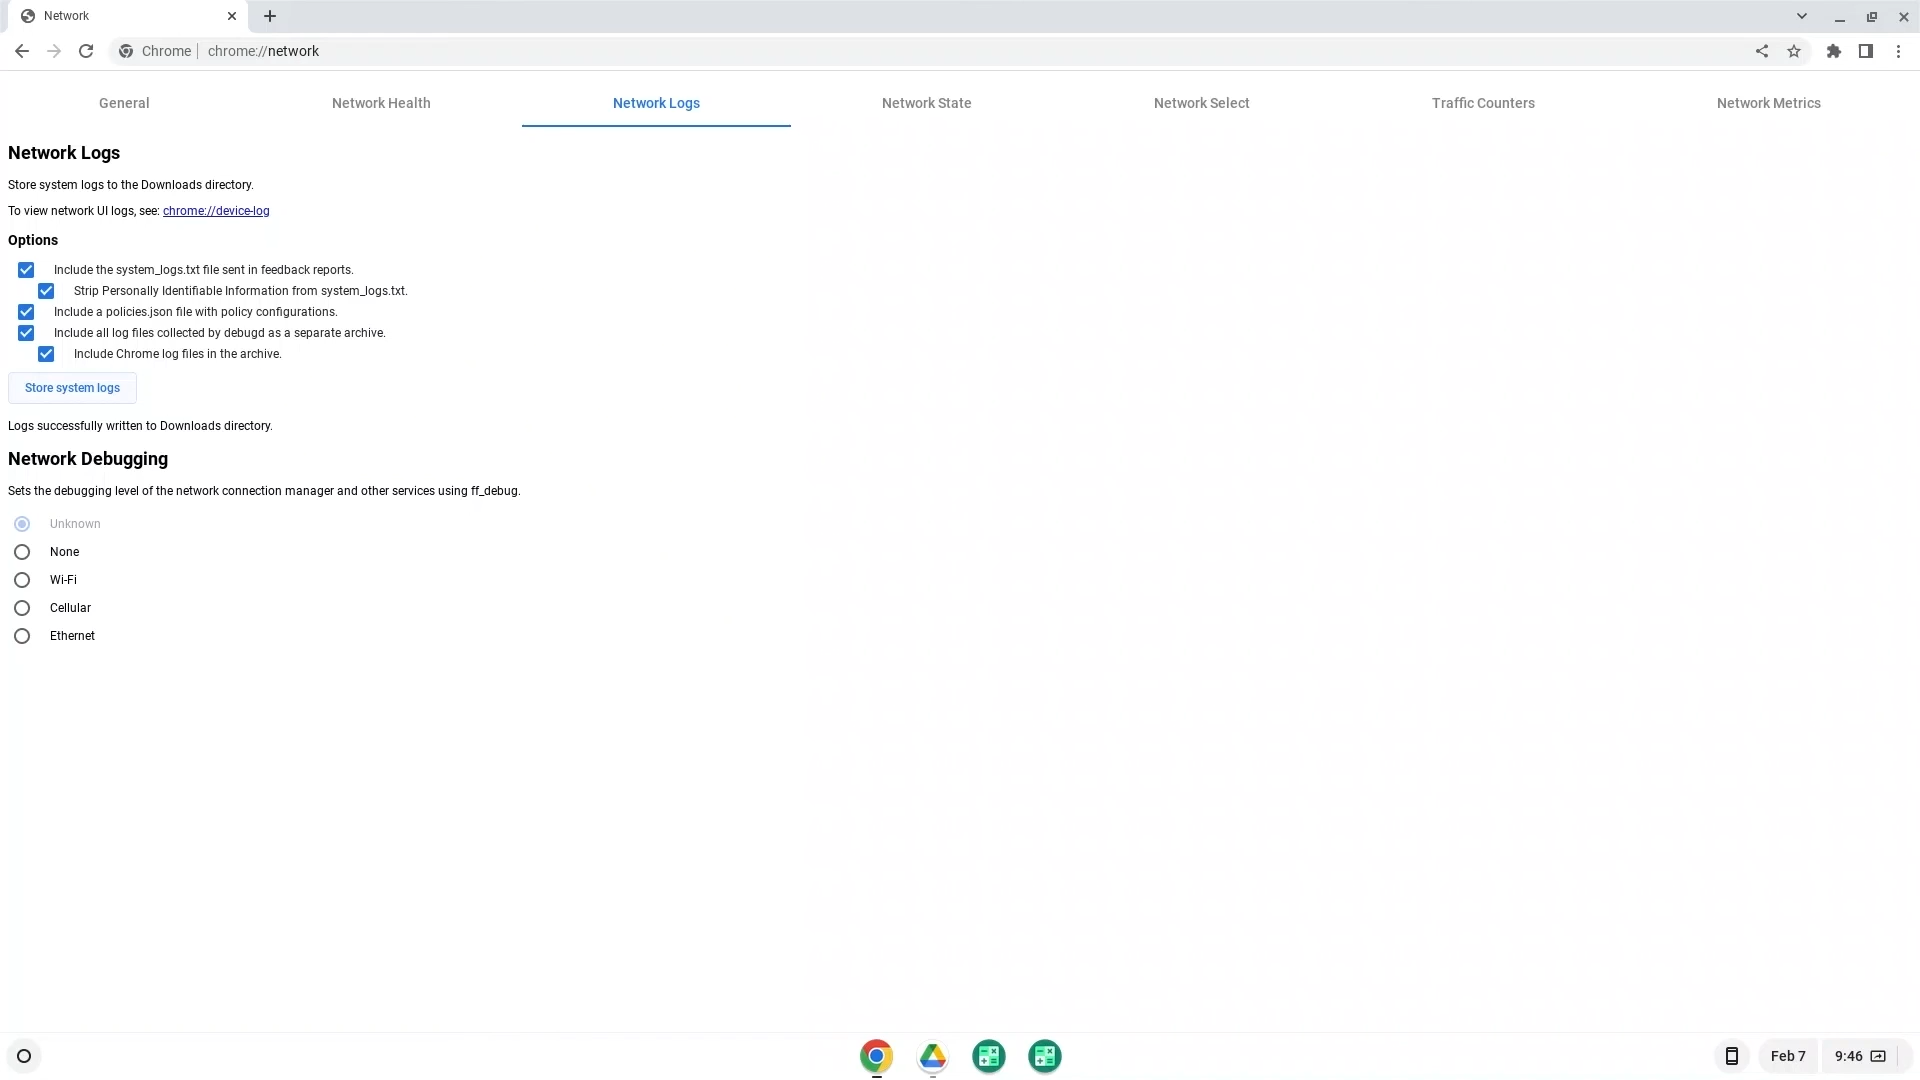 Network
Chrome | chrome://network
General
Network Health
Network Logs
Network State
Network Select
Traffic Counters
Network Metrics
Network Logs
Store system logs to the Downloads directory.
To view network UI logs, see: chrome://device-log
Options
Include the system_logs.txt file sent in feedback reports.
Strip Personally Identifiable Information from system_logs.txt.
Include a policies.json file with policy configurations.
Include all log files collected by debugd as a separate archive.
Include Chrome log files in the archive.
Store system logs
Logs successfully written to Downloads directory.
Network Debugging
Sets the debugging level of the network connection manager and other services using ff_debug.
Unknown
None
Wi-Fi
Cellular
Ethernet
Feb 7
9:46